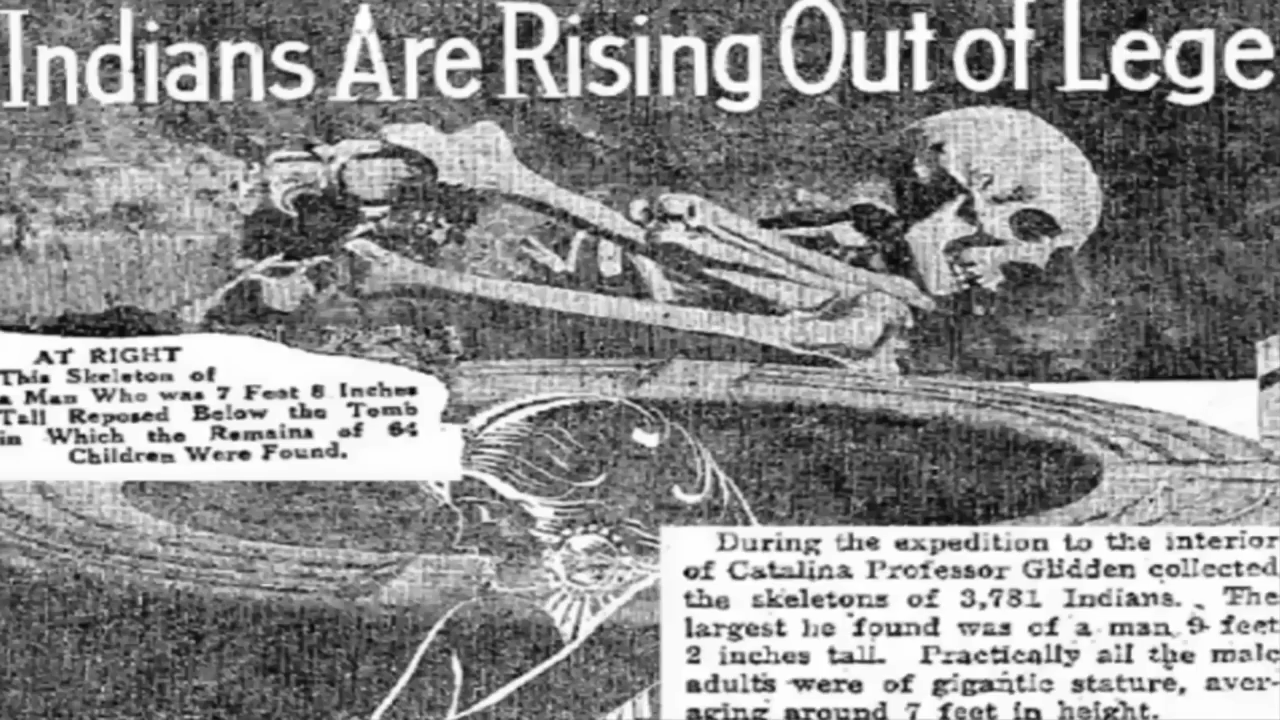 Indians Are Rising Out of Lege
AT RIGHT
This Skeleton of
a Man Who was 7 Feet 8 Inches
Tall Reposed Below the Tomb
in Which the Remains of 64
Children Were Found.
During the expedition to the interior
of Catalina Professor Glidden collected
the skeletons of 3,781 Indians. The
largest he found was of a man 9 feet
2 inches tall. Practically all the male
adults were of gigantic stature, aver-
aging around 7 feet in height.